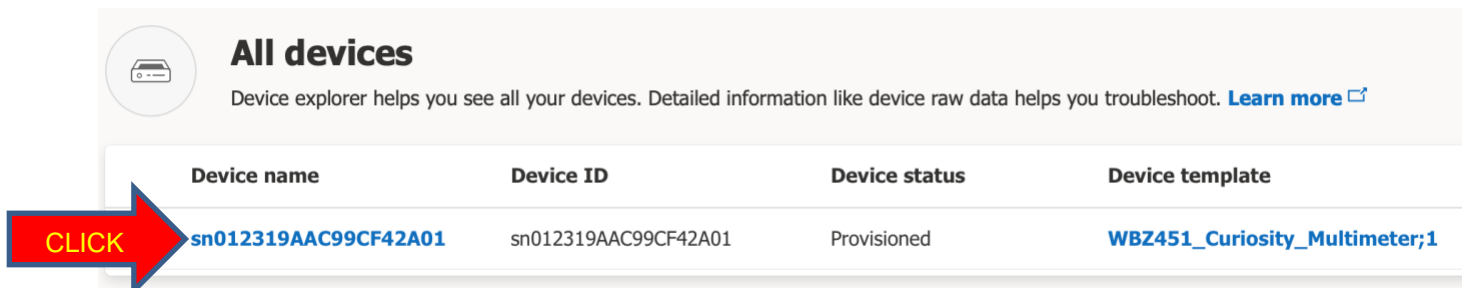 All devices
Device explorer helps you see all your devices. Detailed information like device raw data helps you troubleshoot. Learn more
Device name Device ID Device status Device template
CLICK sn012319AAC99CF42A01 sn012319AAC99CF42A01 Provisioned WBZ451_Curiosity_Multimeter;1